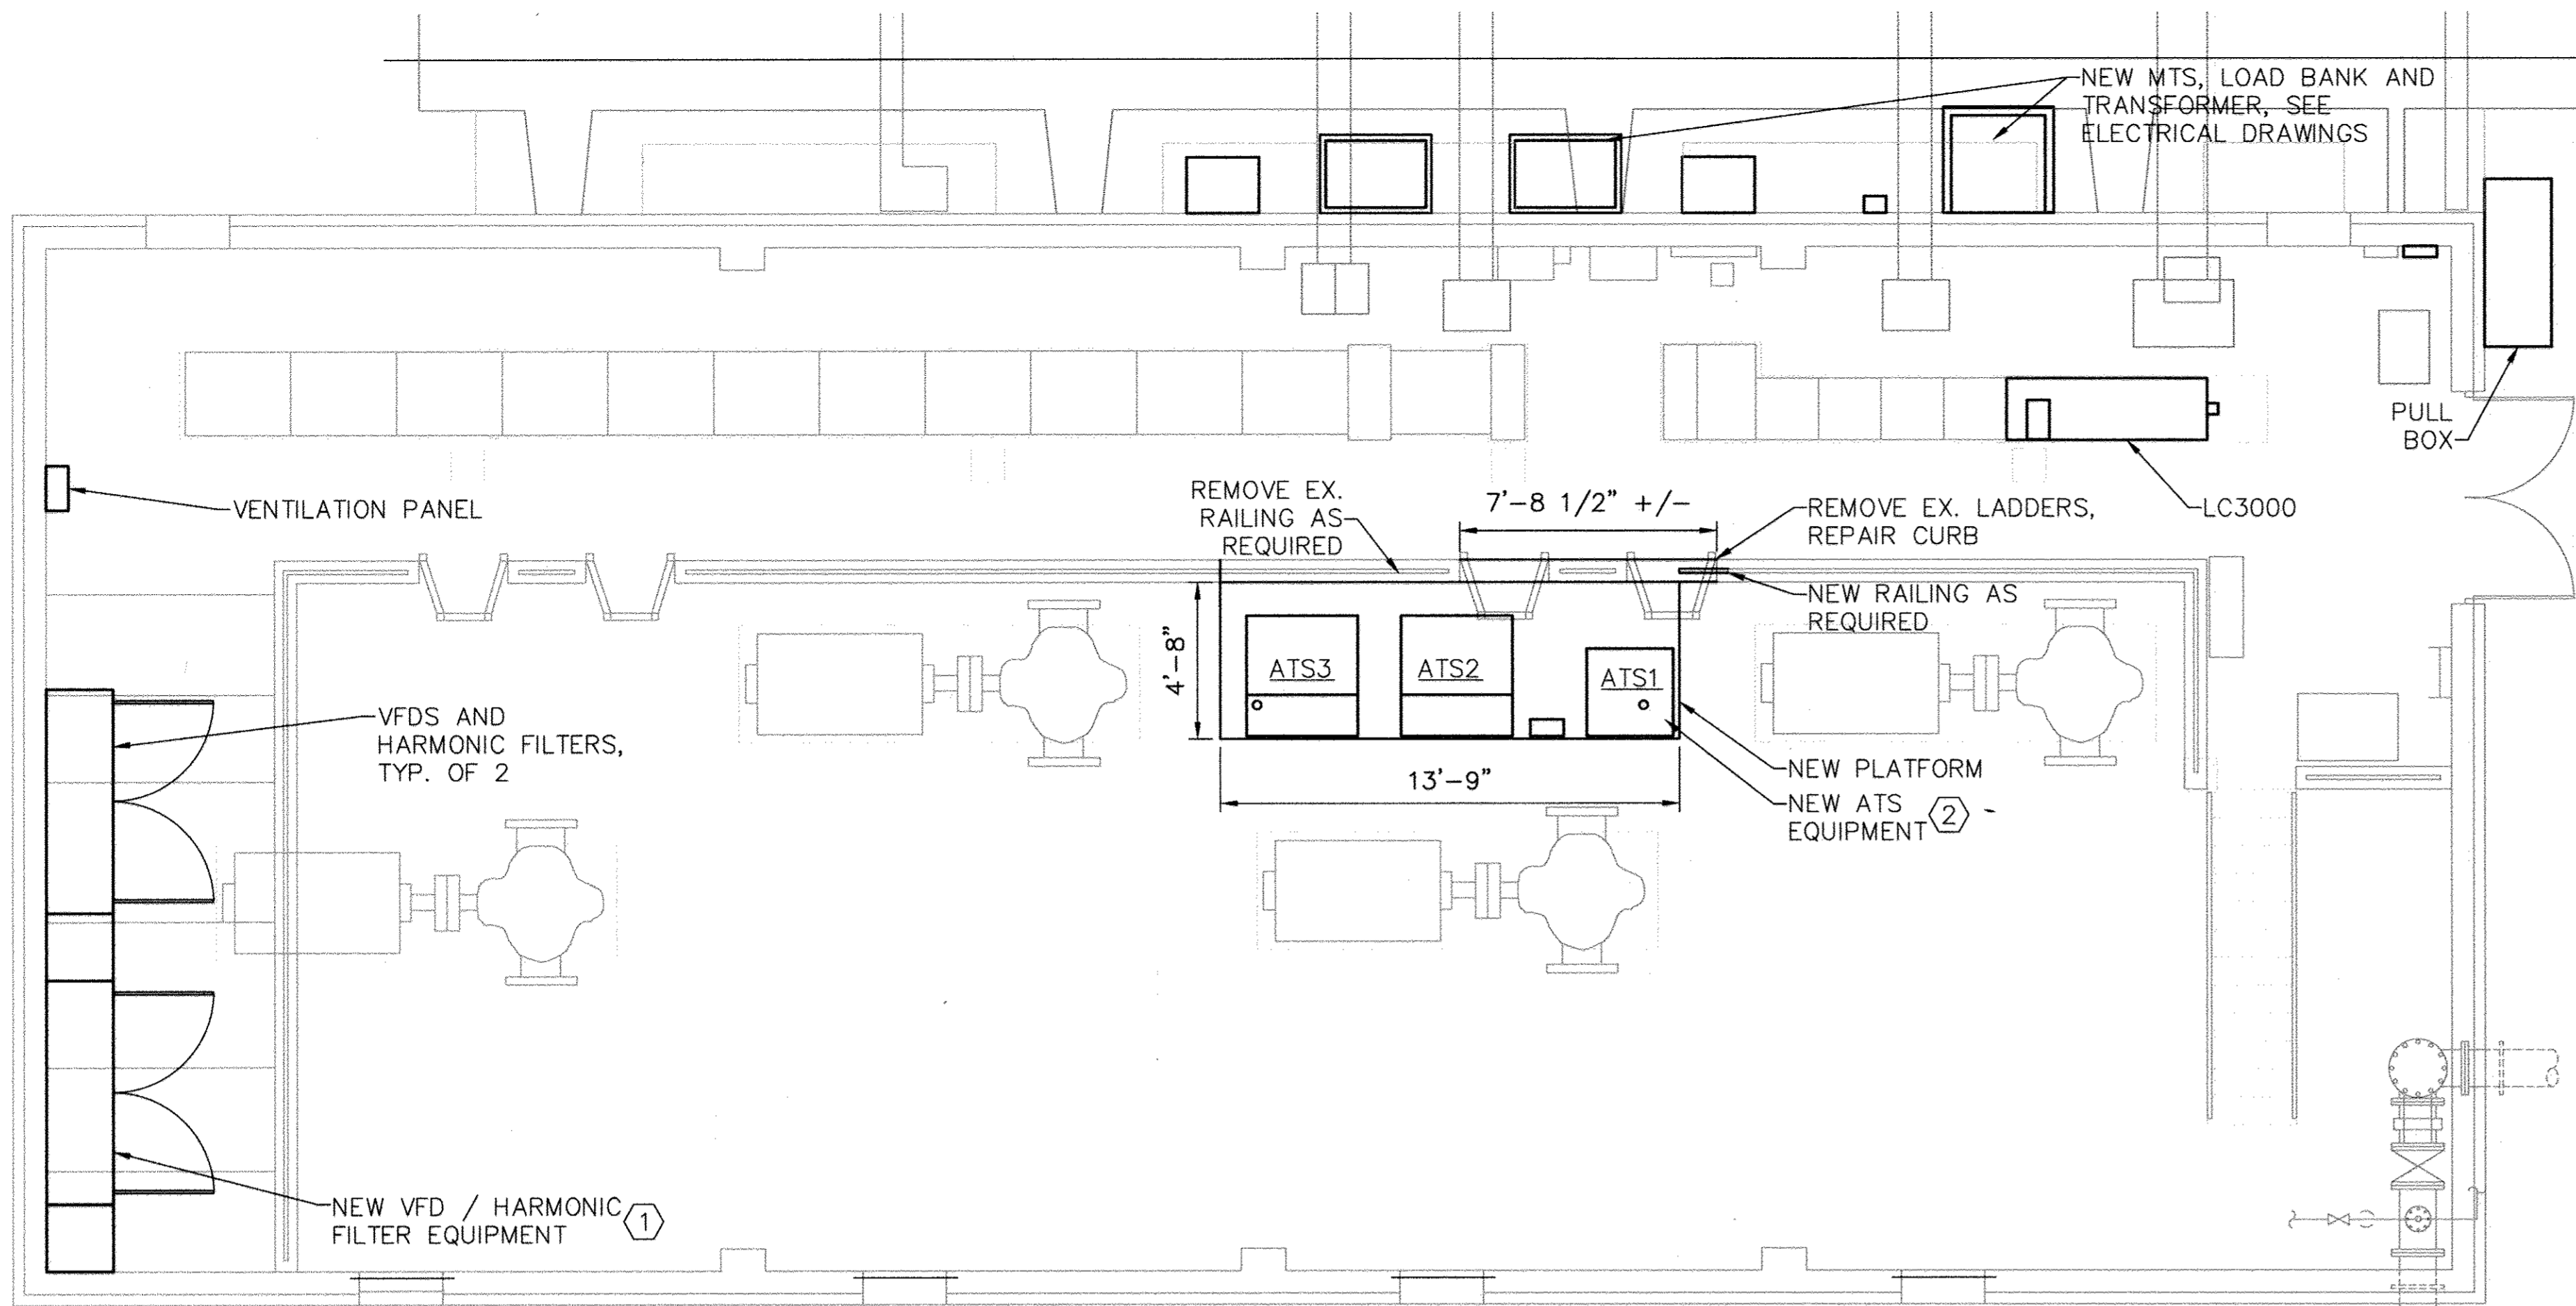 NEW MTS, LOAD BANK AND
TRANSFORMER, SEE
ELECTRICAL DRAWINGS
PULL
BOX
VENTILATION PANEL
REMOVE EX.
RAILING AS
REQUIRED
7'-8 1/2" +/-
REMOVE EX. LADDERS,
REPAIR CURB
LC3000
NEW RAILING AS
REQUIRED
4'-8"
ATS3
ATS2
ATS1
VFDS AND
HARMONIC FILTERS,
TYP. OF 2
13'-9"
NEW PLATFORM
NEW ATS
EQUIPMENT 2
NEW VFD / HARMONIC
FILTER EQUIPMENT 1